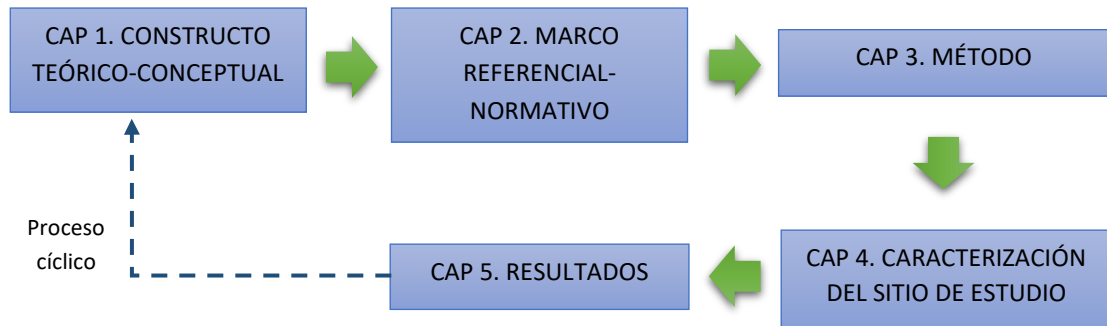 CAP 1. CONSTRUCTO
TEÓRICO-CONCEPTUAL
CAP 2. MARCO
REFERENCIAL-
NORMATIVO
CAP 3. MÉTODO
CAP 4. CARACTERIZACIÓN
DEL SITIO DE ESTUDIO
CAP 5. RESULTADOS
Proceso
cíclico